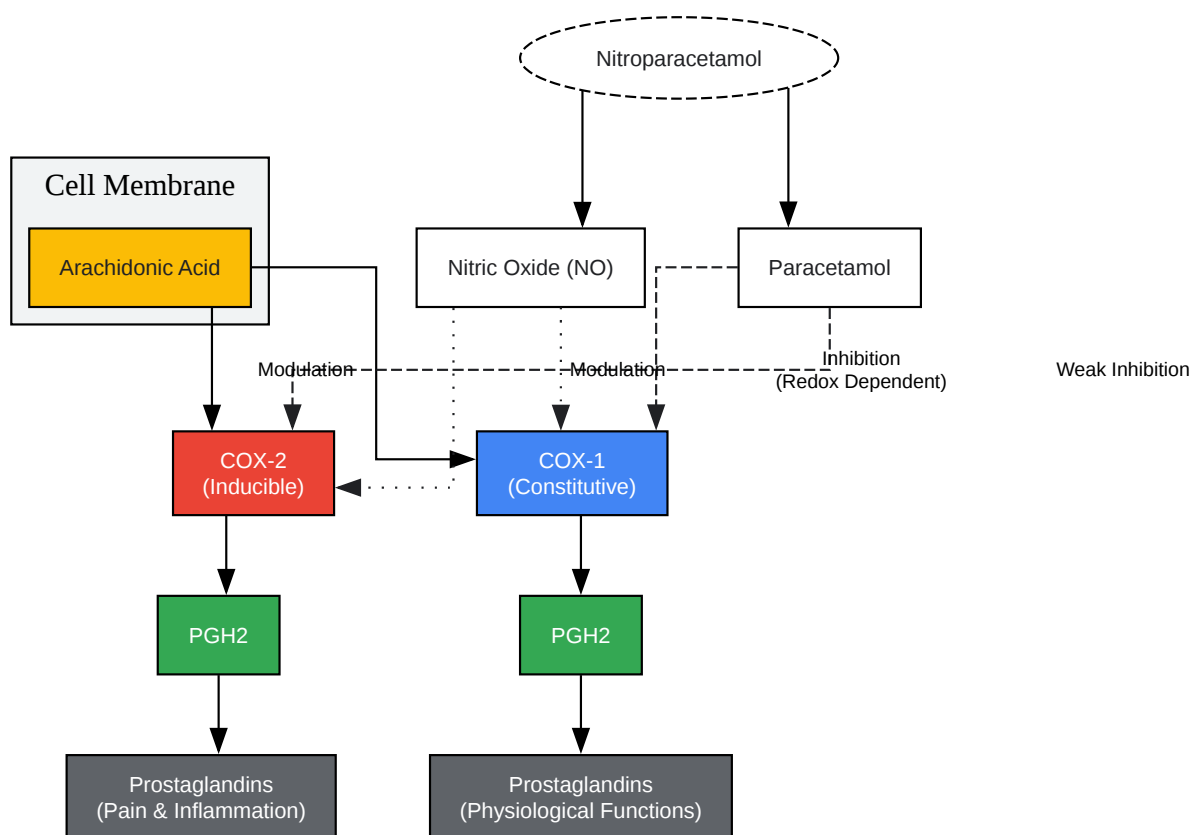 Nitroparacetamol
Cell Membrane
Arachidonic Acid
Nitric Oxide (NO)
Paracetamol
Modulation
Modulation
Inhibition
(Redox Dependent)
Weak Inhibition
COX-2
(Inducible)
COX-1
(Constitutive)
PGH2
PGH2
Prostaglandins
(Pain & Inflammation)
Prostaglandins
(Physiological Functions)